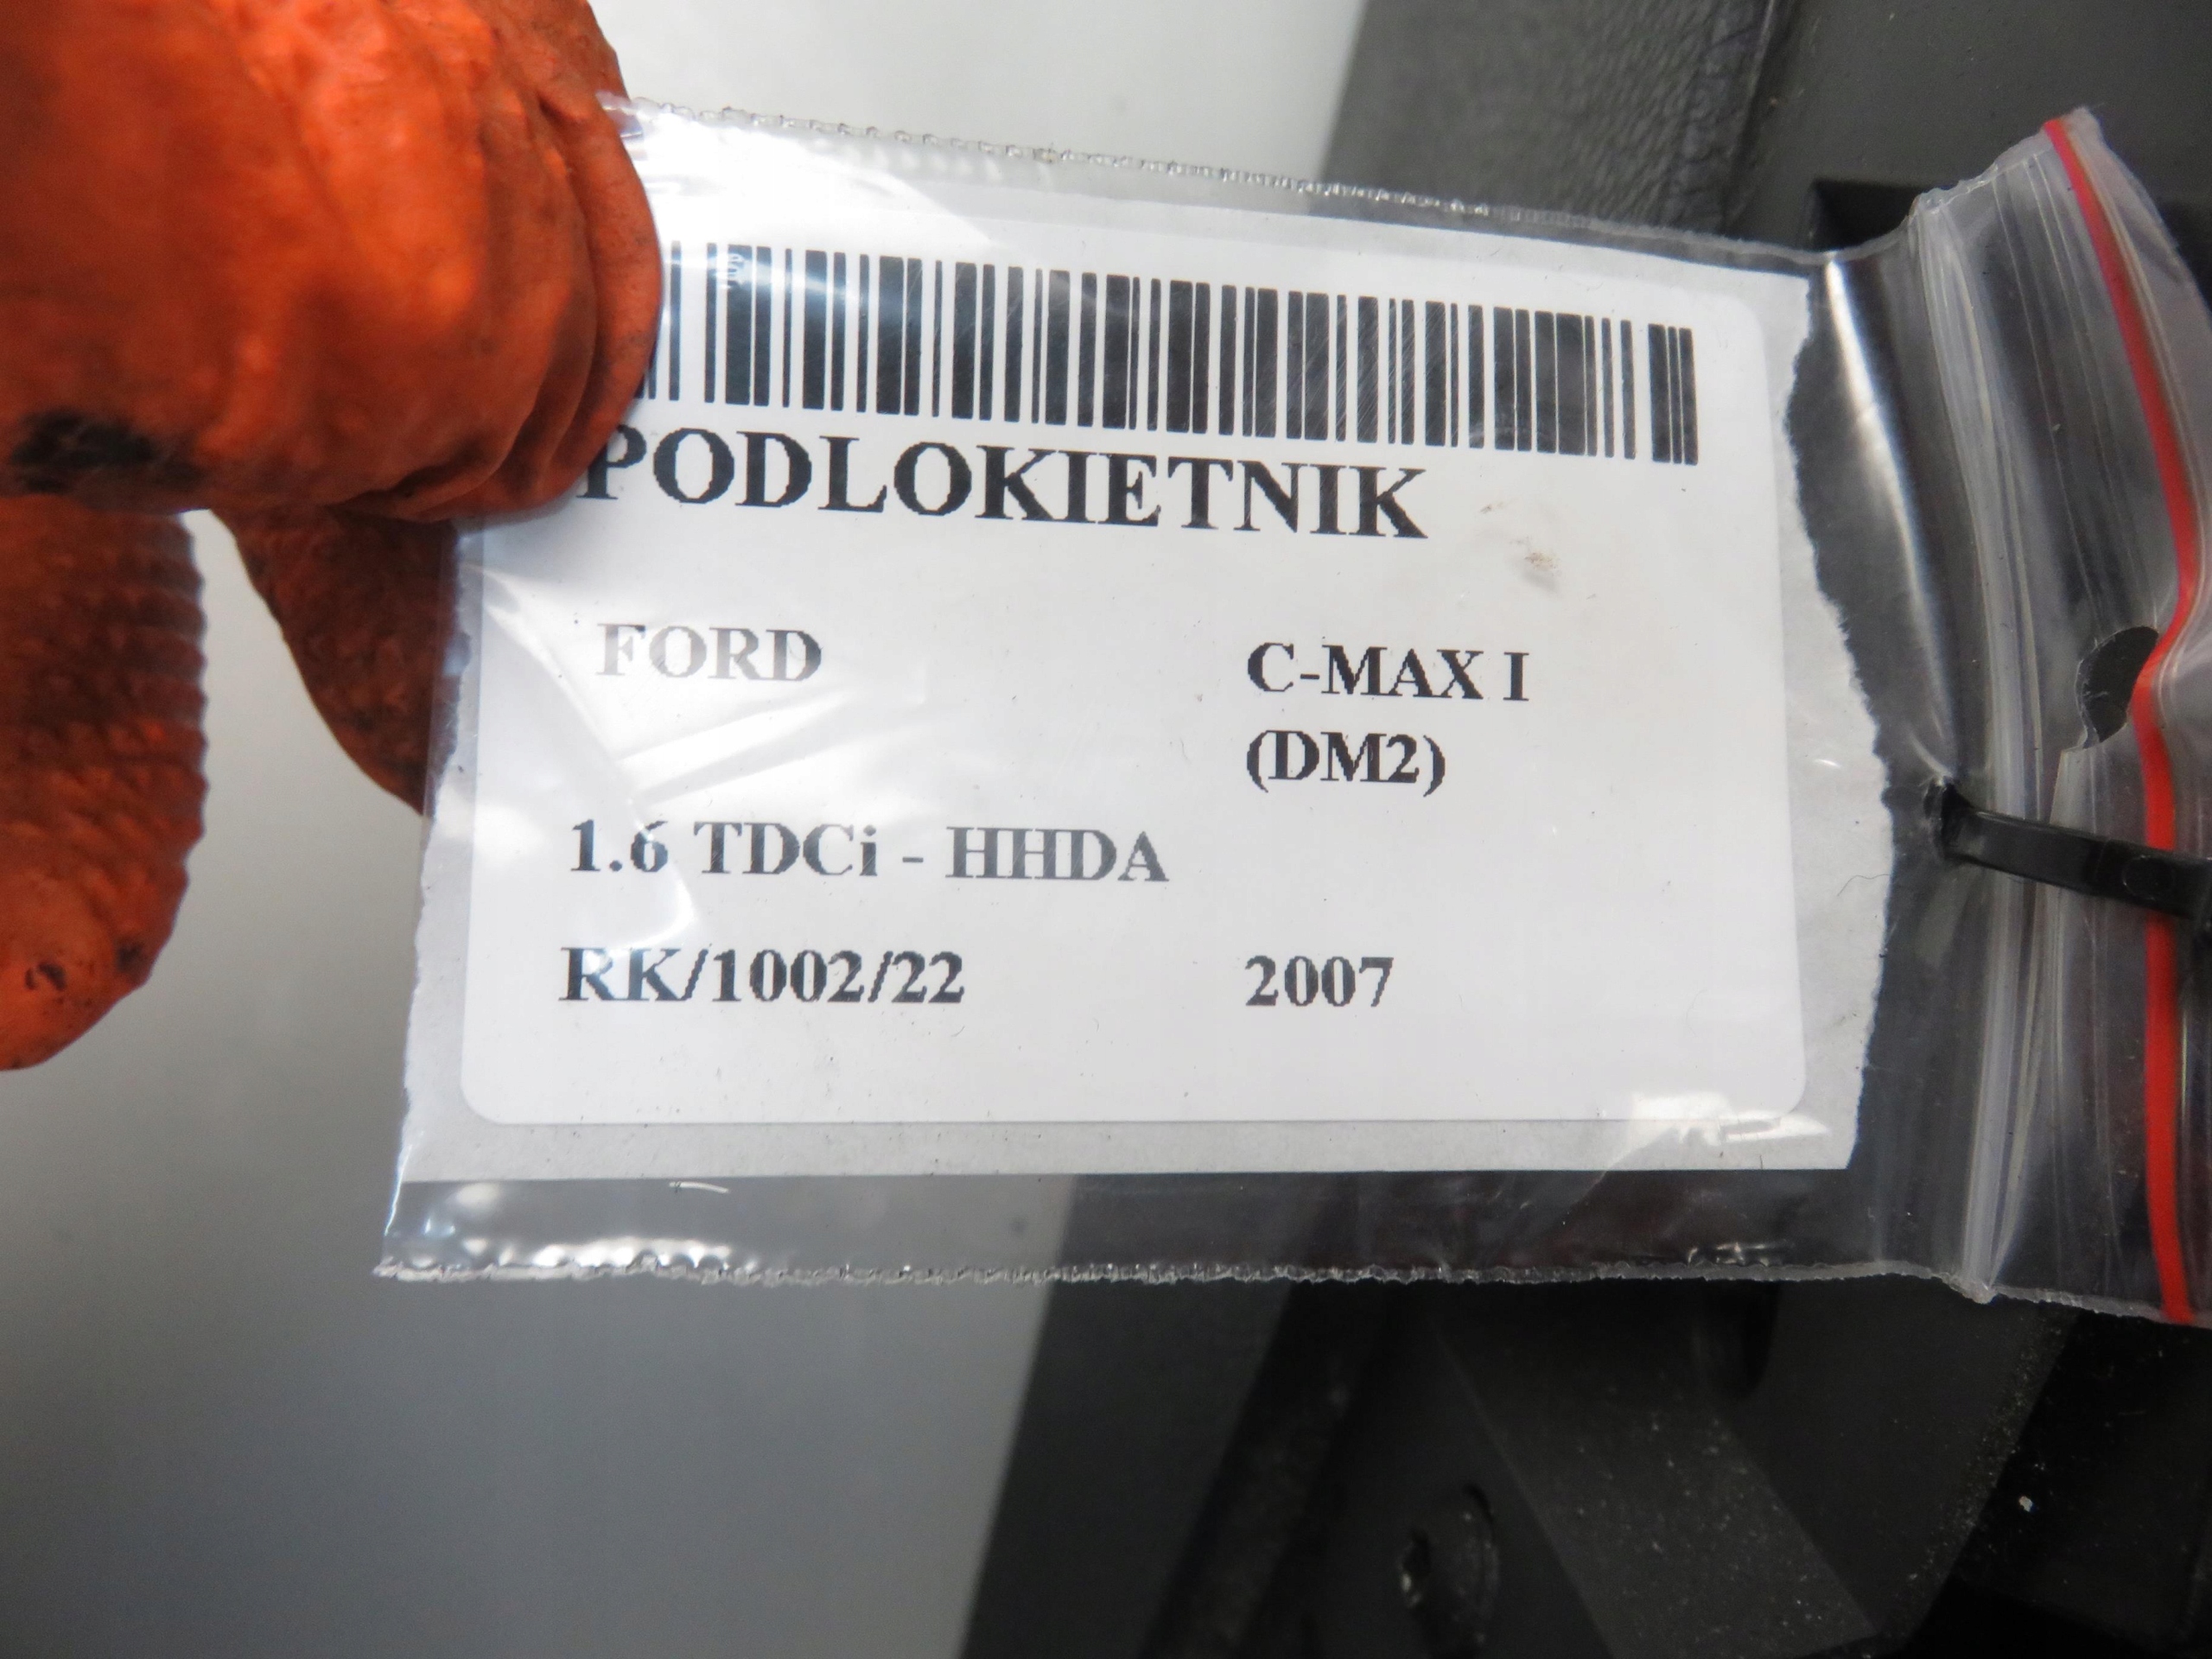 PODLOKIETNIK
FORD C-MAX I
(DM2)
1.6 TDCi - HHDA
RK/1002/22 2007